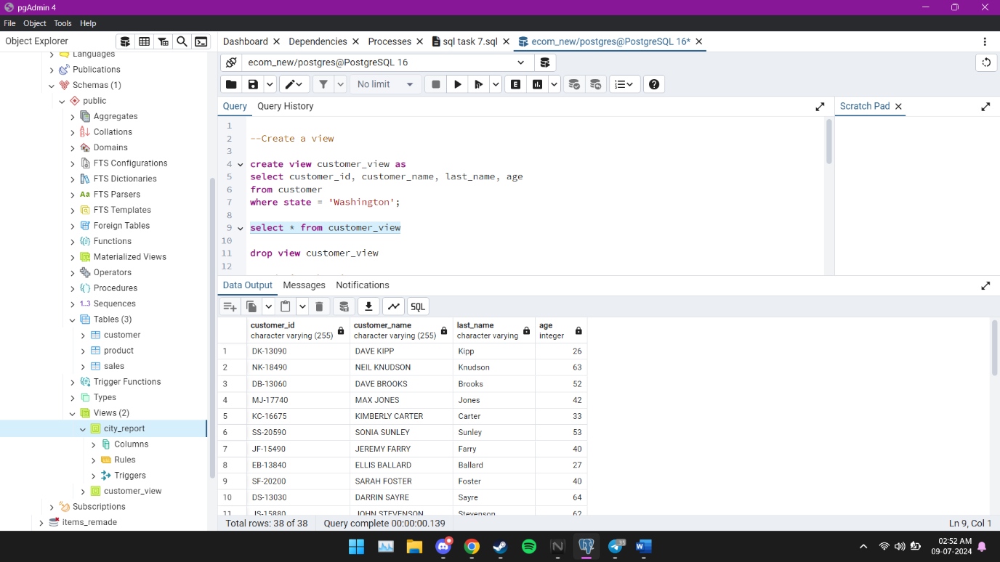 pgAdmin 4
File Object Tools Help
Object Explorer
Dashboard Dependencies Processes sql task 7.sql ecom_new/postgres@PostgreSQL 16*
Languages
Publications
Schemas (1)
public
Aggregates
Collations
Domains
FTS Configurations
FTS Dictionaries
Aa FTS Parsers
FTS Templates
Foreign Tables
Functions
Materialized Views
Operators
Procedures
1..3 Sequences
Tables (3)
customer
product
sales
Trigger Functions
Types
Views (2)
city_report
Columns
Rules
Triggers
customer_view
Subscriptions
items_remade
ecom_new/postgres@PostgreSQL 16
No limit
E
Query Query History
Scratch Pad
1
2 --Create a view
3
4 create view customer_view as
5 select customer_id, customer_name, last_name, age
6 from customer
7 where state = 'Washington';
8
9 select * from customer_view
10
11 drop view customer_view
12
Data Output Messages Notifications
SQL
customer_id customer_name last_name age
character varying (255) character varying (255) character varying integer
1 DK-13090 DAVE KIPP Kipp 26
2 NK-18490 NEIL KNUDSON Knudson 63
3 DB-13060 DAVE BROOKS Brooks 52
4 MJ-17740 MAX JONES Jones 42
5 KC-16675 KIMBERLY CARTER Carter 33
6 SS-20590 SONIA SUNLEY Sunley 53
7 JF-15490 JEREMY FARRY Farry 40
8 EB-13840 ELLIS BALLARD Ballard 27
9 SF-20200 SARAH FOSTER Foster 40
10 DS-13030 DARRIN SAYRE Sayre 64
11 JS-15880 JOHN STEVENSON Stevenson 62
Total rows: 38 of 38 Query complete 00:00:00.139
Ln 9, Col 1
35
02:52 AM
09-07-2024